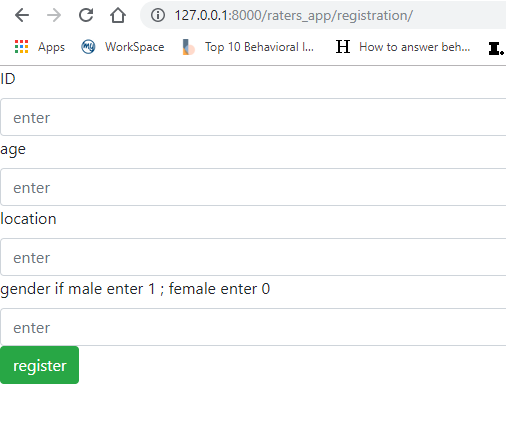 127.0.0.1:8000/raters_app/registration/
Apps WorkSpace Top 10 Behavioral I... How to answer beh...
ID
enter
age
enter
location
enter
gender if male enter 1 ; female enter 0
enter
register